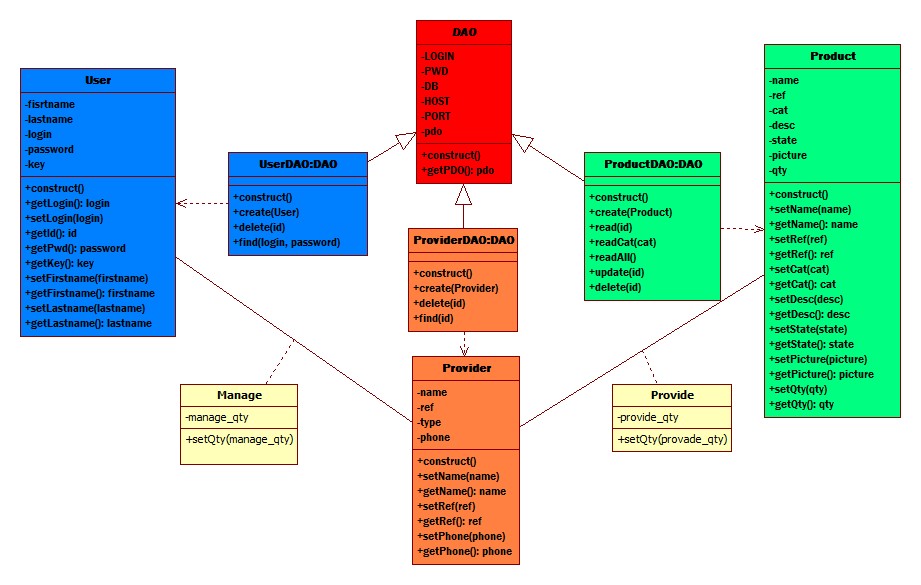 DAO
-LOGIN
-PWD
-DB
-HOST
-PORT
-pdo
+construct()
+getPDO(): pdo
User
-fisrtname
-lastname
-login
-password
-key
+construct()
+getLogin(): login
+setLogin(login)
+getId(): id
+getPwd(): password
+getKey(): key
+setFirstname(firstname)
+getFirstname(): firstname
+setLastname(lastname)
+getLastname(): lastname
UserDAO:DAO
+construct()
+create(User)
+delete(id)
+find(login, password)
ProviderDAO:DAO
+construct()
+create(Provider)
+delete(id)
+find(id)
ProductDAO:DAO
+construct()
+create(Product)
+read(id)
+readCat(cat)
+readAll()
+update(id)
+delete(id)
Product
-name
-ref
-cat
-desc
-state
-picture
-qty
+construct()
+setName(name)
+getName(): name
+setRef(ref)
+getRef(): ref
+setCat(cat)
+getCat(): cat
+setDesc(desc)
+getDesc(): desc
+setState(state)
+getState(): state
+setPicture(picture)
+getPicture(): picture
+setQty(qty)
+getQty(): qty
Manage
-manage_qty
+setQty(manage_qty)
Provider
-name
-ref
-type
-phone
+construct()
+setName(name)
+getName(): name
+setRef(ref)
+getRef(): ref
+setPhone(phone)
+getPhone(): phone
Provide
-provide_qty
+setQty(provade_qty)